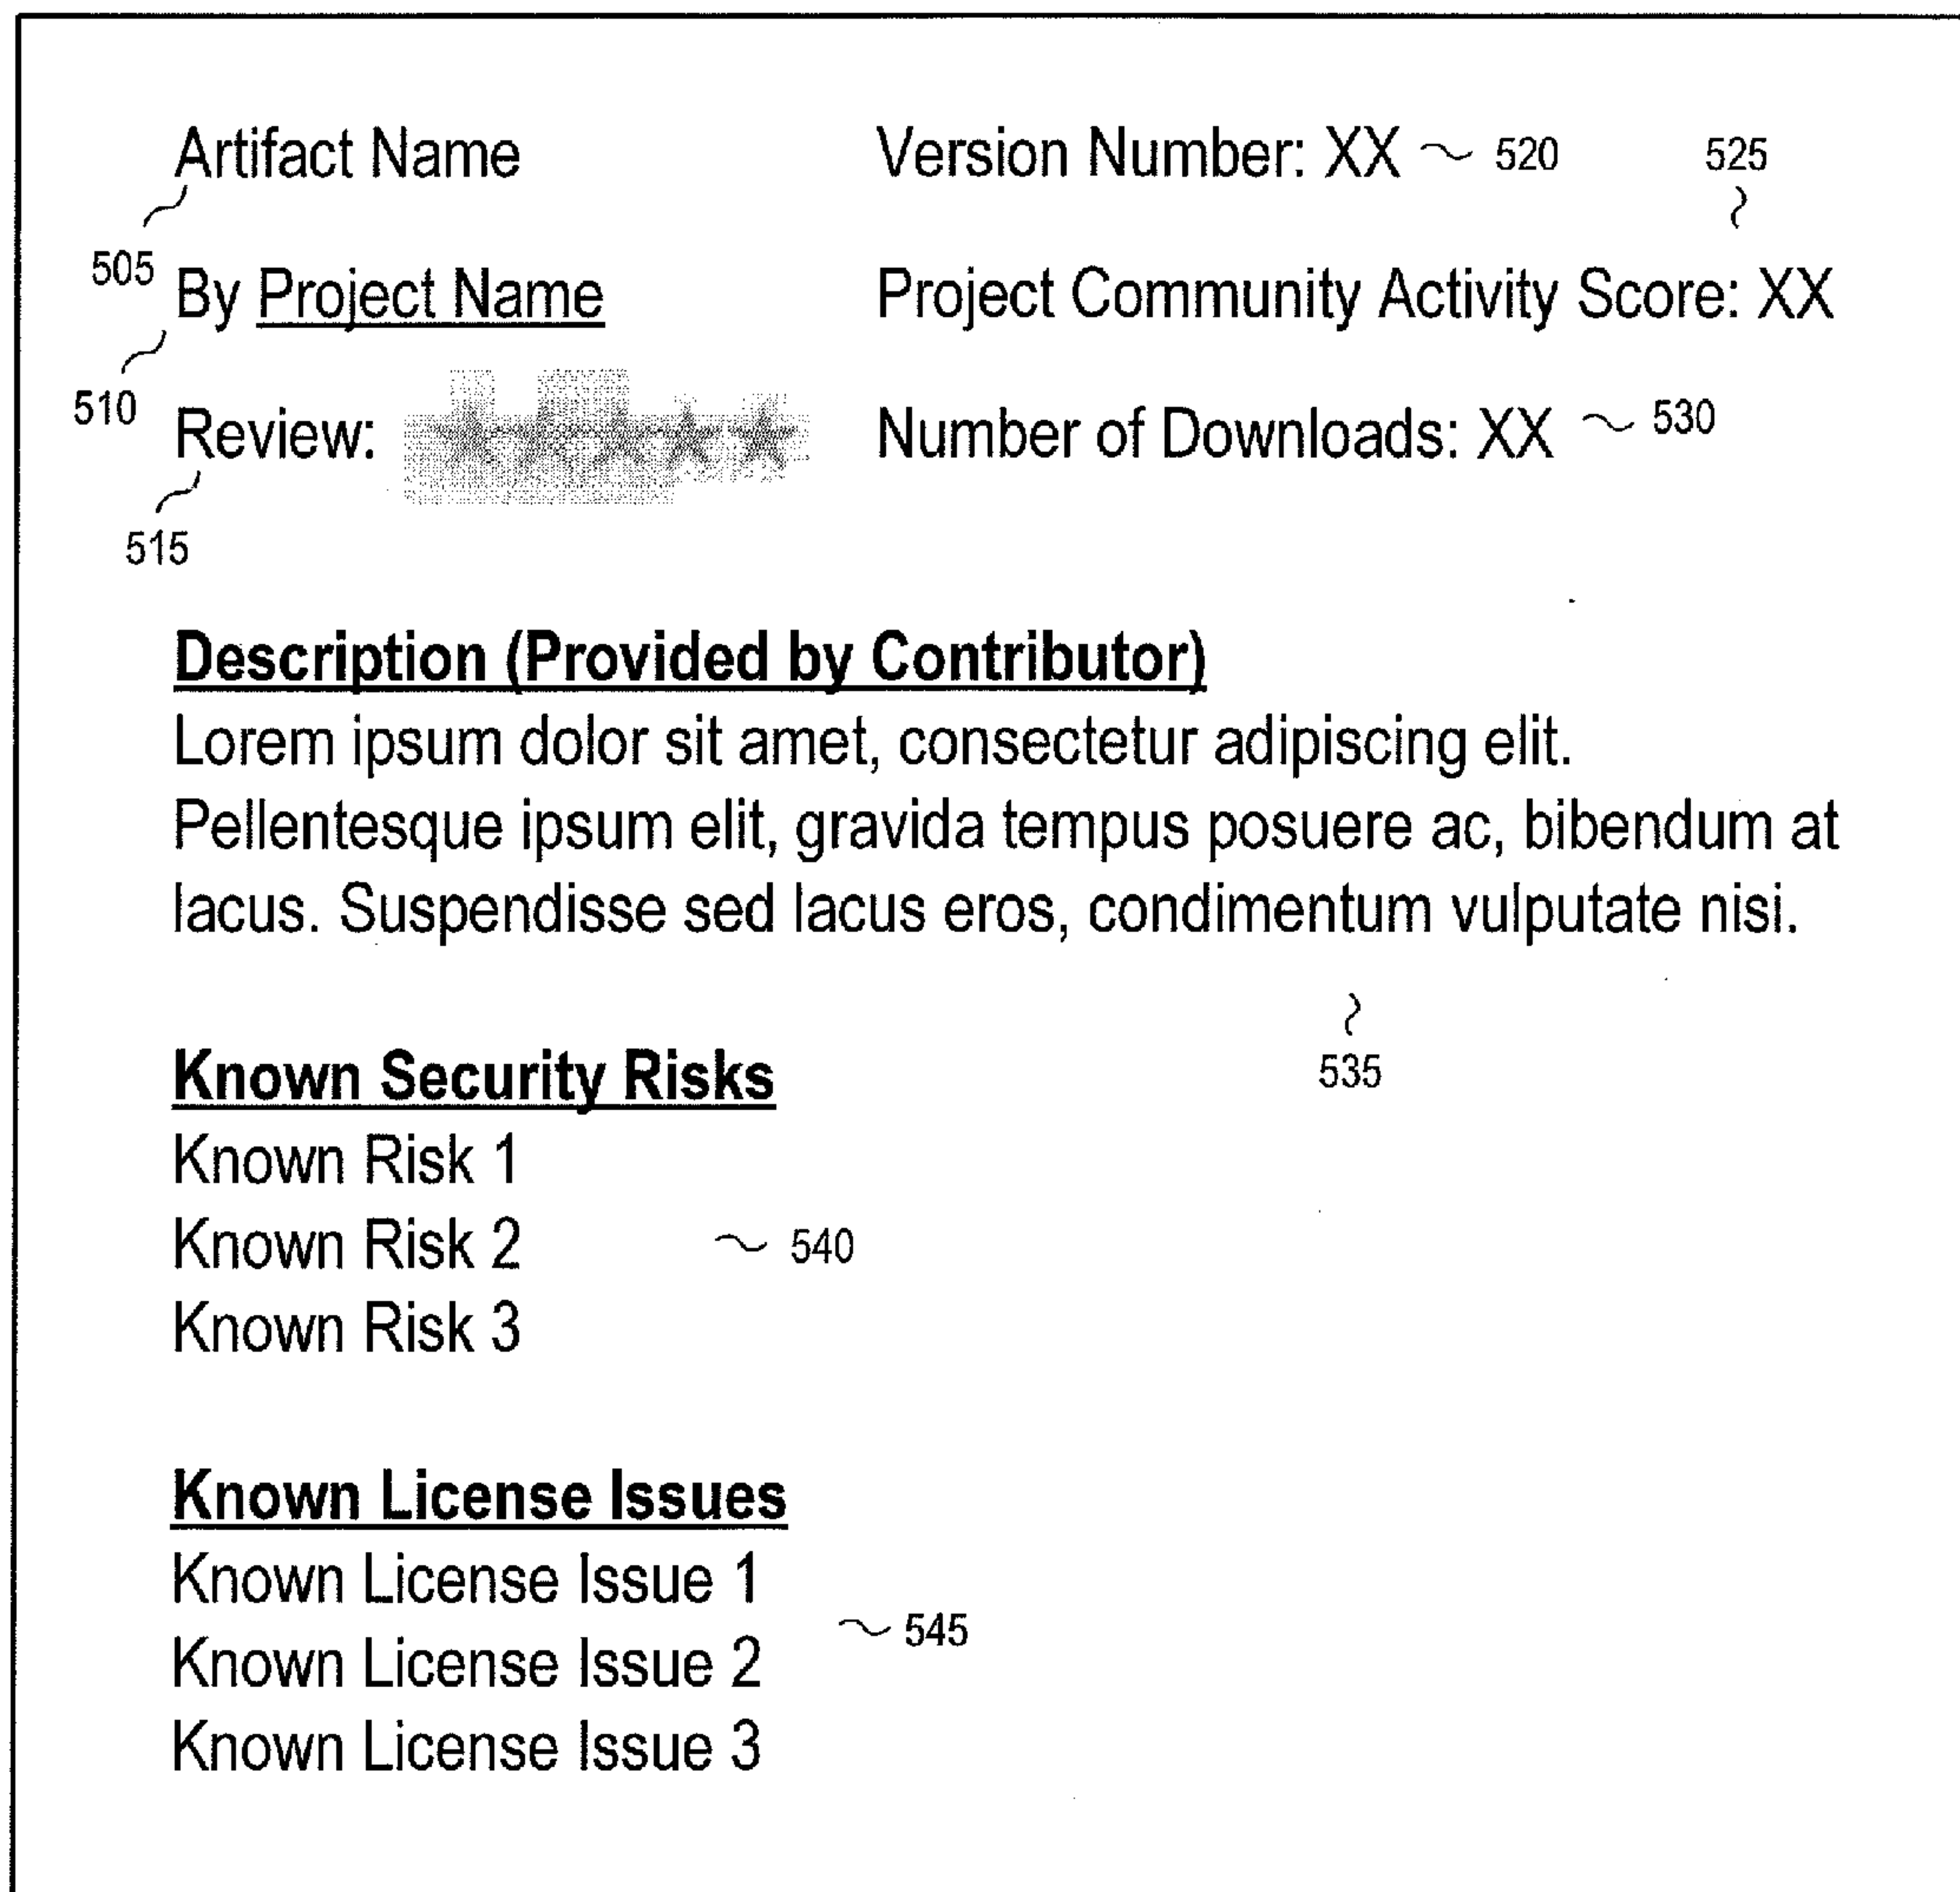 Artifact Name
Version Number: XX ~ 520
525
505
By Project Name
Project Community Activity Score: XX
510
Review:
Number of Downloads: XX ~ 530
515
Description (Provided by Contributor)
Lorem ipsum dolor sit amet, consectetur adipiscing elit.
Pellentesque ipsum elit, gravida tempus posuere ac, bibendum at
lacus. Suspendisse sed lacus eros, condimentum vulputate nisi.
535
Known Security Risks
Known Risk 1
Known Risk 2
~ 540
Known Risk 3
Known License Issues
Known License Issue 1
~ 545
Known License Issue 2
Known License Issue 3